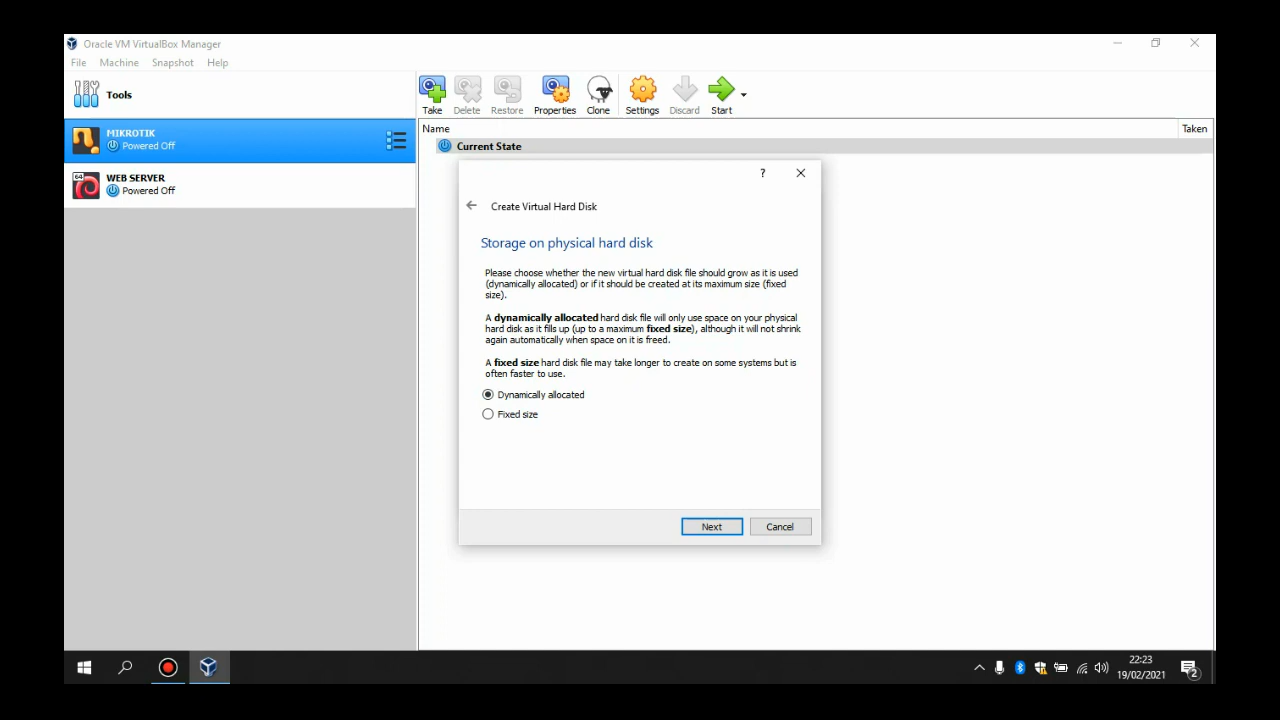 Oracle VM VirtualBox Manager
File Machine Snapshot Help
Tools
Take Delete Restore Properties Clone Settings Discard Start
MIKROTIK
Powered Off
64
WEB SERVER
Powered Off
Name Taken
Current State
?
Create Virtual Hard Disk
Storage on physical hard disk
Please choose whether the new virtual hard disk file should grow as it is used
(dynamically allocated) or if it should be created at its maximum size (fixed
size).
A dynamically allocated hard disk file will only use space on your physical
hard disk as it fills up (up to a maximum fixed size), although it will not shrink
again automatically when space on it is freed.
A fixed size hard disk file may take longer to create on some systems but is
often faster to use.
Dynamically allocated
Fixed size
Next Cancel
22:23
19/02/2021
2